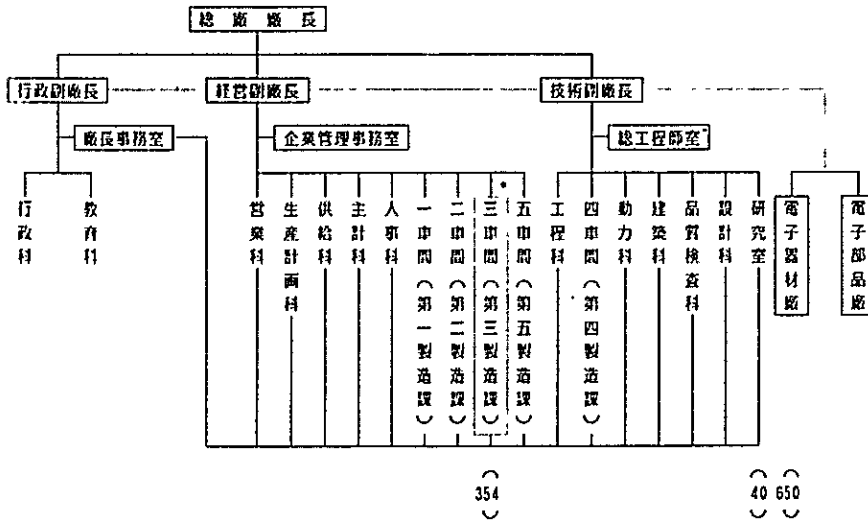 総廠廠長
行政副廠長
経営副廠長
技術副廠長
廠長事務室
企業管理事務室
総工程師室*
行政科
教育科
営業科
生産計画科
供給科
主計科
人事科
一車間(第一製造課)
二車間(第二製造課)
三車間(第三製造課)
*
五車間(第五製造課)
工程科
四車間(第四製造課)
動力科
建築科
品質検査科
設計科
研究室
電子器材廠
電子部品廠
(354)
(40)
(650)